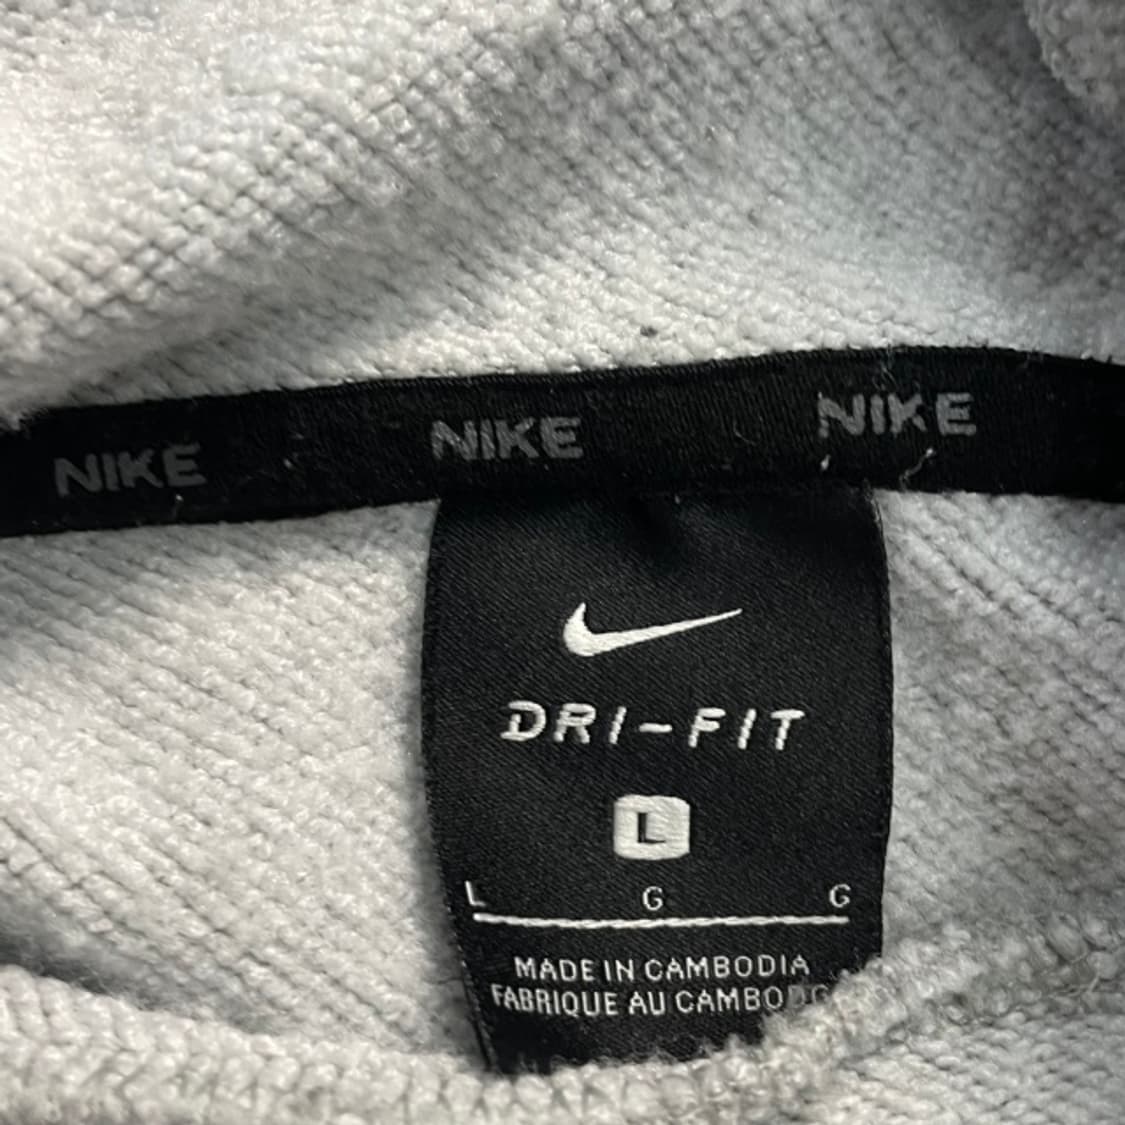 NIKE NIKE NIKE
DRI-FIT
L
L G G
MADE IN CAMBODIA
FABRIQUE AU